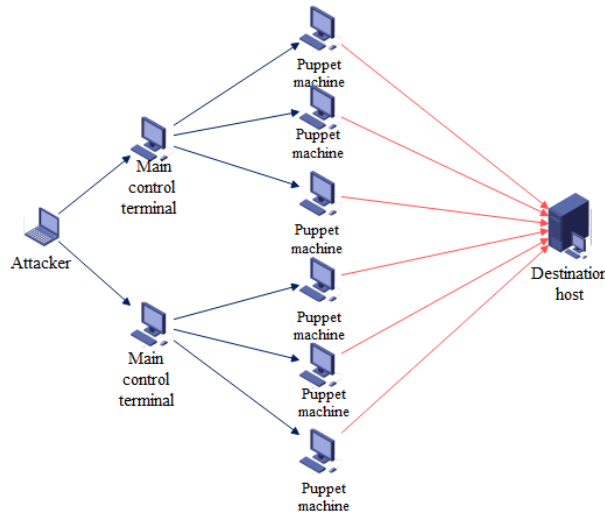 Puppet
machine
Puppet
machine
Main
control
terminal
Puppet
machine
Attacker
Destination
host
Puppet
machine
Main
control
terminal
Puppet
machine
Puppet
machine